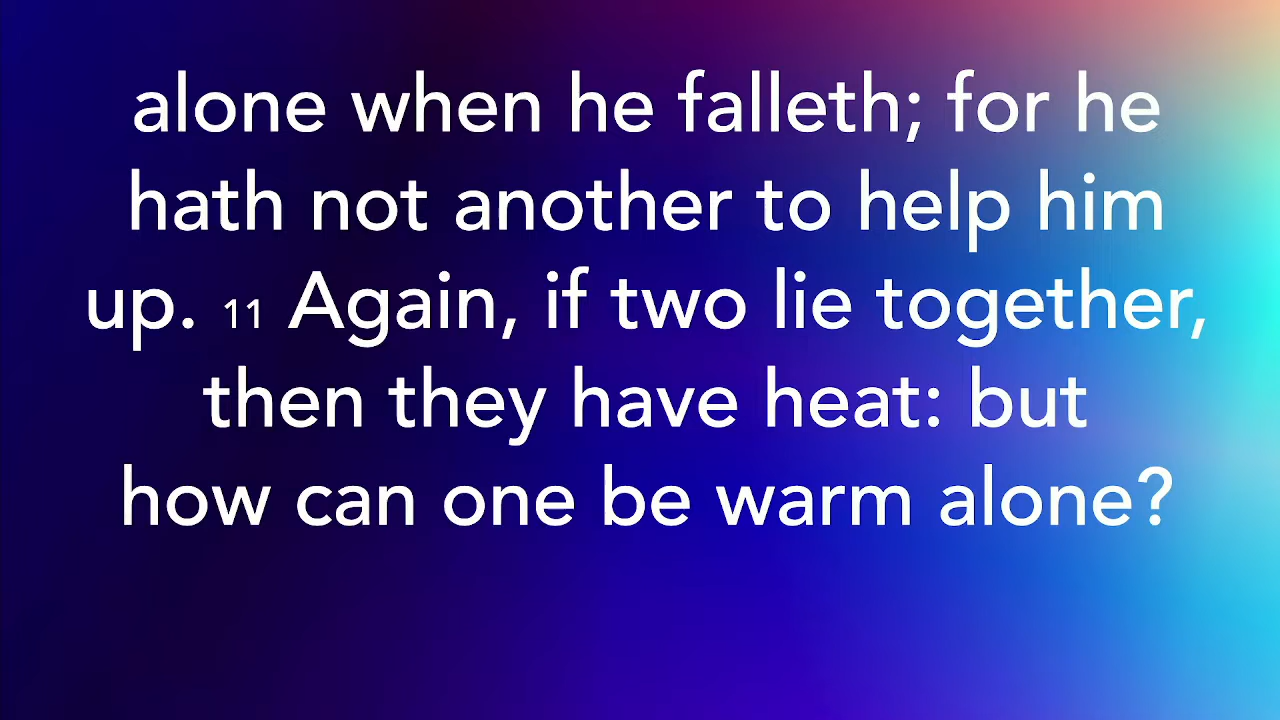 alone when he falleth; for he
hath not another to help him
up. 11 Again, if two lie together,
then they have heat: but
how can one be warm alone?